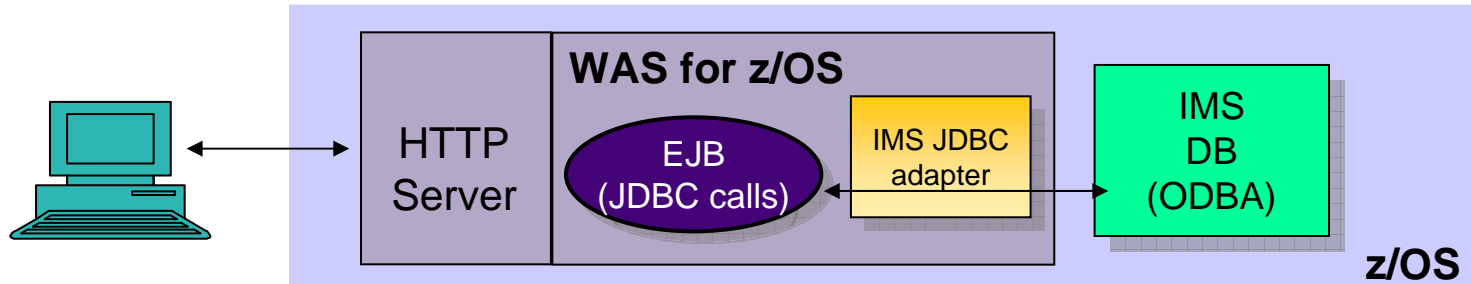 HTTP
Server
WAS for z/OS
EJB
(JDBC calls)
IMS JDBC
adapter
IMS
DB
(ODBA)
z/OS